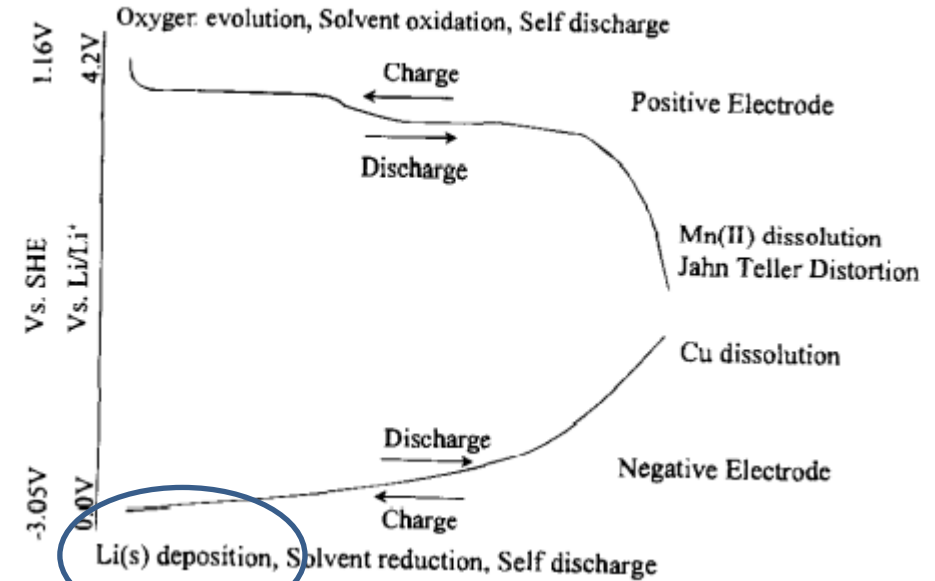 Oxygen evolution, Solvent oxidation, Self discharge
1.16V
4.2V
Charge
Positive Electrode
Discharge
Vs. SHE
Vs. Li/Li+
Mn(II) dissolution
Jahn Teller Distortion
Cu dissolution
Discharge
Negative Electrode
-3.05V
0.0V
Charge
Li(s) deposition, Solvent reduction, Self discharge